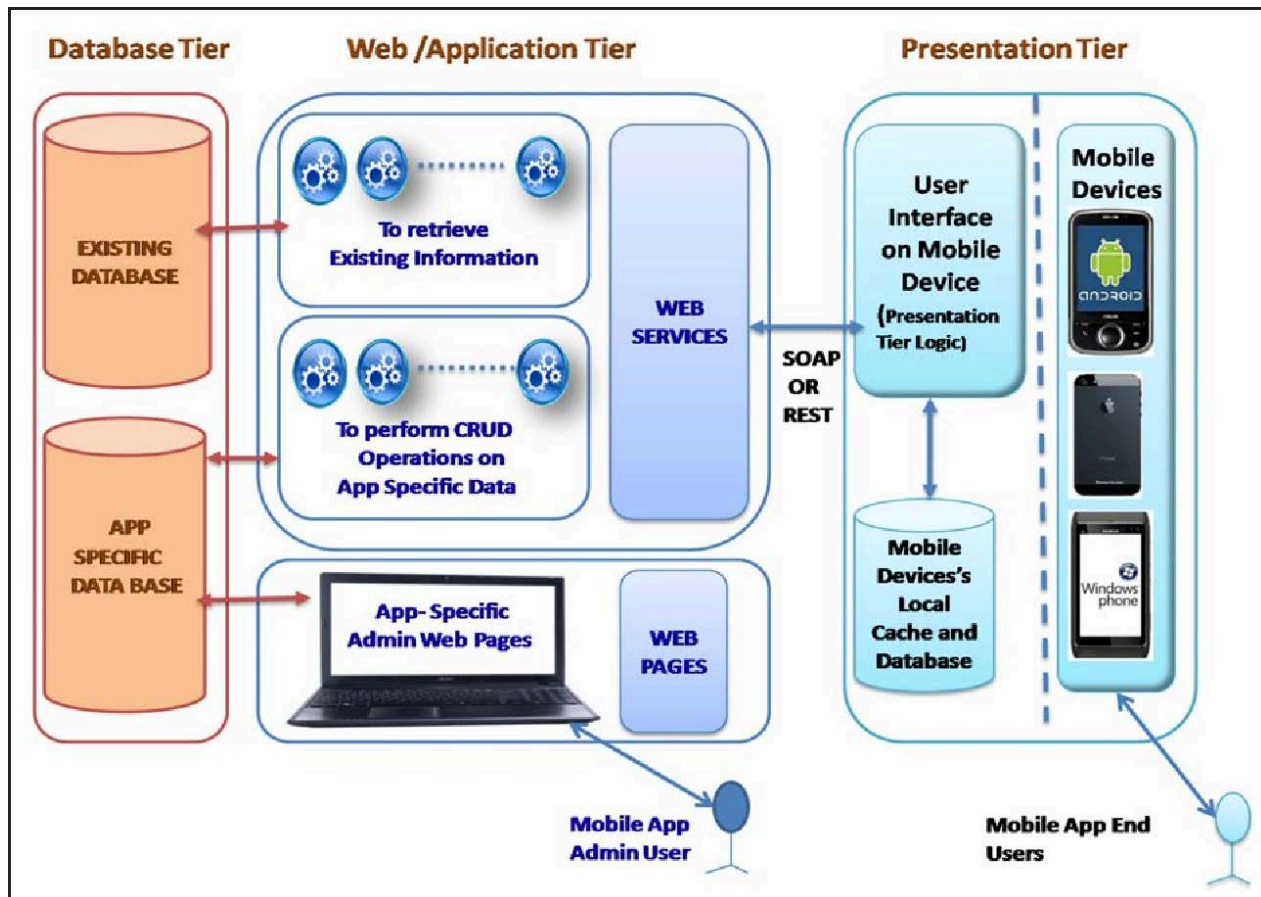 Database Tier
Web /Application Tier
Presentation Tier
EXISTING
DATABASE
To retrieve
Existing Information
To perform CRUD
Operations on
App Specific Data
WEB
SERVICES
SOAP
OR
REST
User
Interface
on Mobile
Device
(Presentation
Tier Logic)
Mobile
Devices
ANDROID
Windows
phone
APP
SPECIFIC
DATA BASE
App- Specific
Admin Web Pages
WEB
PAGES
Mobile
Devices's
Local
Cache and
Database
Mobile App
Admin User
Mobile App End
Users